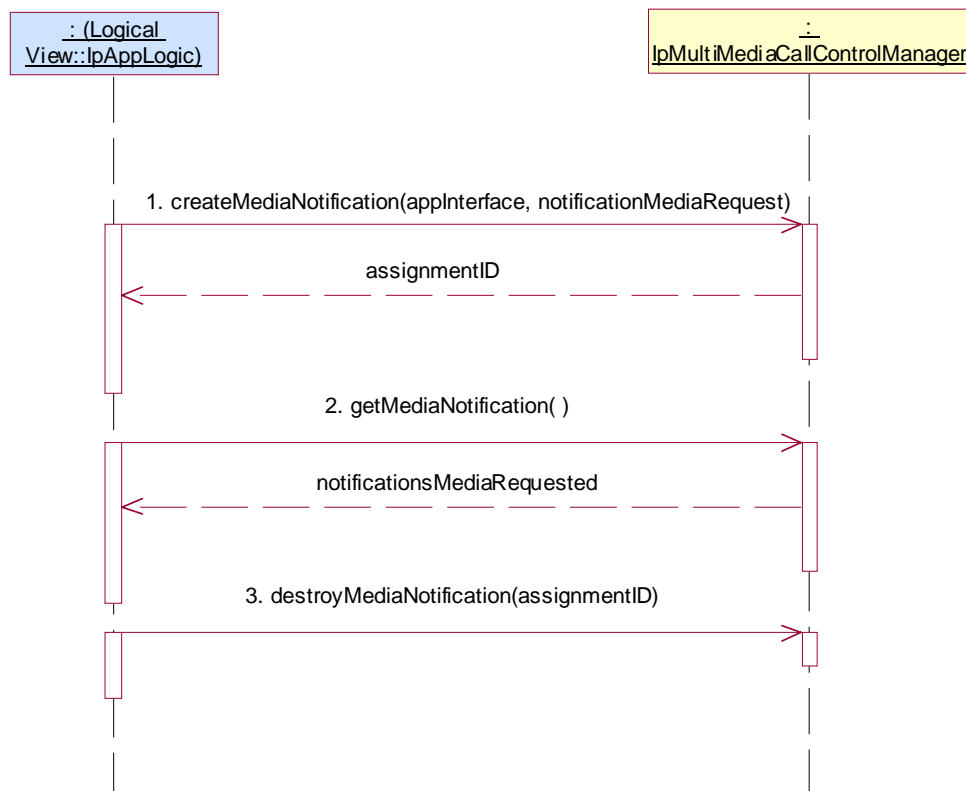 : (Logical
View::IpAppLogic)
:
IpMultiMediaCallControlManager
1. createMediaNotification(appInterface, notificationMediaRequest)
assignmentID
2. getMediaNotification( )
notificationsMediaRequested
3. destroyMediaNotification(assignmentID)